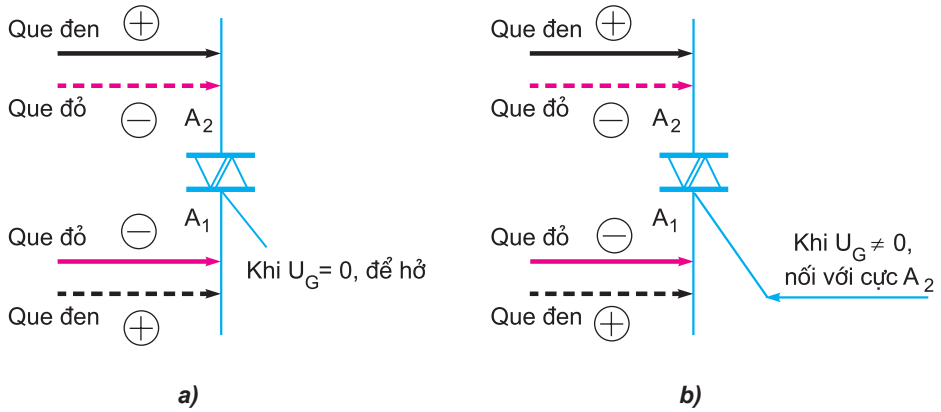 Que đen +
Que đỏ −
A2
A1
Que đỏ −
Que đen +
Khi UG = 0, để hở
a)
Que đen +
Que đỏ −
A2
A1
Que đỏ −
Que đen +
Khi UG ≠ 0,
nối với cực A2
b)